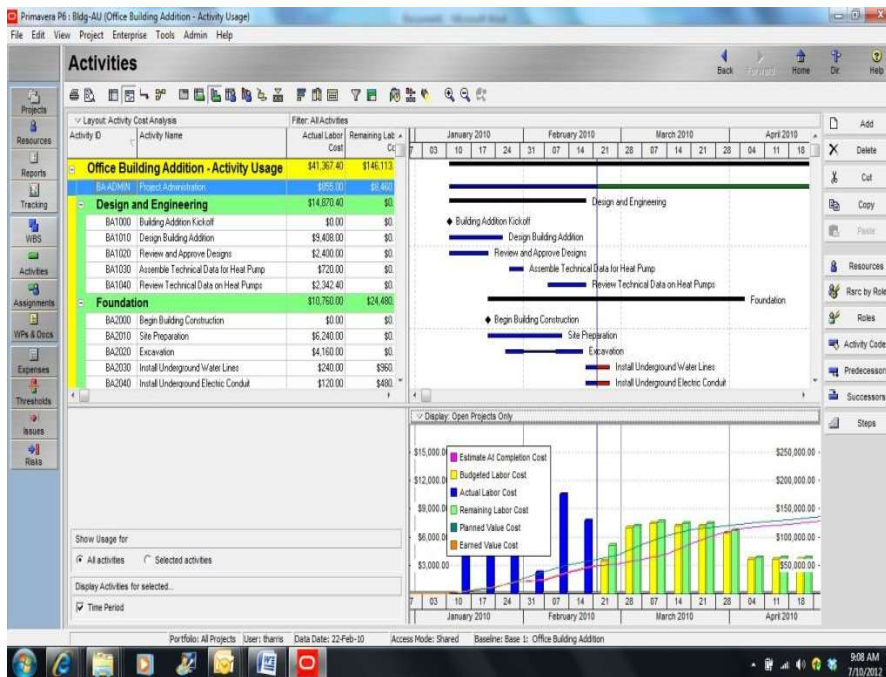 Primavera P6 : Bldg-AU (Office Building Addition - Activity Usage)
File Edit View Project Enterprise Tools Admin Help
Activities
Back Forward Home Dir. Help
Projects
Resources
Reports
Tracking
WBS
Activities
Assignments
WPs & Docs
Expenses
Thresholds
Issues
Risks
Layout: Activity Cost Analysis
Filter: All Activities
Activity ID Activity Name Actual Labor Cost Remaining Lab Co
January 2010 February 2010 March 2010 April 2010
7 03 10 17 24 31 07 14 21 28 07 14 21 28 04 11 18
Office Building Addition - Activity Usage $41,367.40 $146,113.
BA-ADMIN Project Administration $855.00 $8,460
Design and Engineering $14,870.40 $0.
BA1000 Building Addition Kickoff $0.00 $0.
BA1010 Design Building Addition $9,408.00 $0.
BA1020 Review and Approve Designs $2,400.00 $0.
BA1030 Assemble Technical Data for Heat Pump $720.00 $0.
BA1040 Review Technical Data on Heat Pumps $2,342.40 $0.
Foundation $10,760.00 $24,480.
BA2000 Begin Building Construction $0.00 $0.
BA2010 Site Preparation $6,240.00 $0.
BA2020 Excavation $4,160.00 $0.
BA2030 Install Underground Water Lines $240.00 $960.
BA2040 Install Underground Electric Conduit $120.00 $480.
Design and Engineering
Building Addition Kickoff
Design Building Addition
Review and Approve Designs
Assemble Technical Data for Heat Pump
Review Technical Data on Heat Pumps
Foundation
Begin Building Construction
Site Preparation
Excavation
Install Underground Water Lines
Install Underground Electric Conduit
Add
Delete
Cut
Copy
Paste
Resources
Rsrc by Role
Roles
Activity Code
Predecessor
Successors
Steps
Display: Open Projects Only
$15,000.0
$12,000.0
$9,000.00
$6,000.00
$3,000.00
Estimate At Completion Cost
Budgeted Labor Cost
Actual Labor Cost
Remaining Labor Cost
Planned Value Cost
Earned Value Cost
$250,000.00
$200,000.00
$150,000.00
$100,000.00
$50,000.00
7 03 10 17 24 31 07 14 21 28 07 14 21 28 04 11 18
January 2010 February 2010 March 2010 April 2010
Show Usage for
All activities Selected activities
Display Activities for selected...
Time Period
Portfolio: All Projects User: tharris Data Date: 22-Feb-10 Access Mode: Shared Baseline: Base 1: Office Building Addition
9:08 AM
7/10/2012